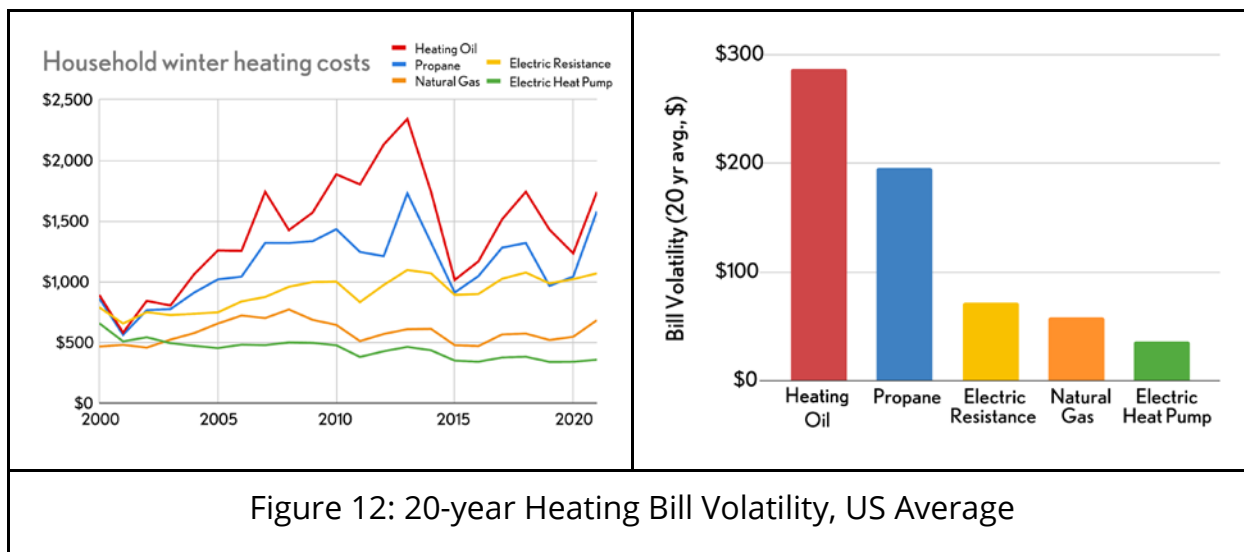 Household winter heating costs
Heating Oil
Propane
Natural Gas
Electric Resistance
Electric Heat Pump
$2,500
$2,000
$1,500
$1,000
$500
$0
2000
2005
2010
2015
2020
Bill Volatility (20 yr avg., $)
$300
$200
$100
$0
Heating
Oil
Propane
Electric
Resistance
Natural
Gas
Electric
Heat Pump
Figure 12: 20-year Heating Bill Volatility, US Average